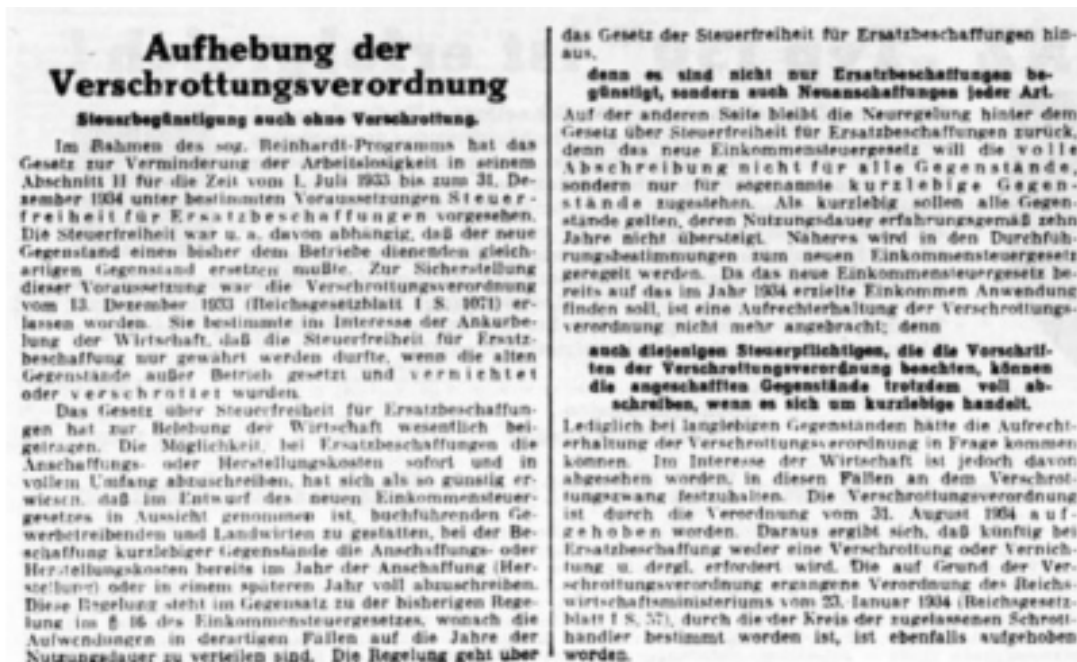 Aufhebung der
Verschrottungsverordnung
Steuerbegünstigung auch ohne Verschrottung.
Im Rahmen des sog. Reinhardt-Programms hat das
Gesetz zur Verminderung der Arbeitslosigkeit in seinem
Abschnitt II für die Zeit vom 1. Juli 1933 bis zum 31. De-
zember 1934 unter bestimmten Voraussetzungen Steuer-
freiheit für Ersatzbeschaffungen vorgesehen.
Die Steuerfreiheit war u. a. davon abhängig, daß der neue
Gegenstand einen bisher dem Betriebe dienenden gleich-
artigen Gegenstand ersetzen mußte. Zur Sicherstellung
dieser Voraussetzung war die Verschrottungsverordnung
vom 13. Dezember 1933 (Reichsgesetzblatt I S. 1071) er-
lassen worden. Sie bestimmte im Interesse der Ankurbe-
lung der Wirtschaft, daß die Steuerfreiheit für Ersatz-
beschaffung nur gewährt werden durfte, wenn die alten
Gegenstände außer Betrieb gesetzt und vernichtet
oder verschrottet wurden.
Das Gesetz über Steuerfreiheit für Ersatzbeschaffun-
gen hat zur Belebung der Wirtschaft wesentlich bei-
getragen. Die Möglichkeit, bei Ersatzbeschaffungen die
Anschaffungs- oder Herstellungskosten sofort und in
vollem Umfang abzuschreiben, hat sich als so günstig er-
wiesen, daß im Entwurf des neuen Einkommensteuer-
gesetzes in Aussicht genommen ist, buchführenden Ge-
werbetreibenden und Landwirten zu gestatten, bei der Be-
schaffung kurzlebiger Gegenstände die Anschaffungs- oder
Herstellungskosten bereits im Jahr der Anschaffung (Her-
stellung) oder in einem späteren Jahr voll abzuschreiben.
Diese Regelung steht im Gegensatz zu der bisherigen Rege-
lung im § 16 des Einkommensteuergesetzes, wonach die
Aufwendungen in derartigen Fällen auf die Jahre der
Nutzungsdauer zu verteilen sind. Die Regelung geht über
das Gesetz der Steuerfreiheit für Ersatzbeschaffungen hin-
aus,
denn es sind nicht nur Ersatzbeschaffungen be-
günstigt, sondern auch Neuanschaffungen jeder Art.
Auf der anderen Seite bleibt die Neuregelung hinter dem
Gesetz über Steuerfreiheit für Ersatzbeschaffungen zurück,
denn das neue Einkommensteuergesetz will die volle
Abschreibung nicht für alle Gegenstände,
sondern nur für sogenannte kurzlebige Gegen-
stände zugestehen. Als kurzlebig sollen alle Gegen-
stände gelten, deren Nutzungsdauer erfahrungsgemäß zehn
Jahre nicht übersteigt. Näheres wird in den Durchfüh-
rungsbestimmungen zum neuen Einkommensteuergesetz
geregelt werden. Da das neue Einkommensteuergesetz be-
reits auf das im Jahr 1934 erzielte Einkommen Anwendung
finden soll, ist eine Aufrechterhaltung der Verschrottungs-
verordnung nicht mehr angebracht; denn
auch diejenigen Steuerpflichtigen, die die Vorschrif-
ten der Verschrottungsverordnung beachten, können
die angeschafften Gegenstände trotzdem voll ab-
schreiben, wenn es sich um kurzlebige handelt.
Lediglich bei langlebigen Gegenständen hätte die Aufrecht-
erhaltung der Verschrottungsverordnung in Frage kommen
können. Im Interesse der Wirtschaft ist jedoch davon
abgesehen worden, in diesen Fällen an dem Verschrot-
tungszwang festzuhalten. Die Verschrottungsverordnung
ist durch die Verordnung vom 31. August 1934 auf-
gehoben worden. Daraus ergibt sich, daß künftig bei
Ersatzbeschaffung weder eine Verschrottung oder Vernich-
tung u. dergl. erfordert wird. Die auf Grund der Ver-
schrottungsverordnung ergangene Verordnung des Reichs-
wirtschaftsministeriums vom 23. Januar 1934 (Reichsgesetz-
blatt I S. 57), durch die der Kreis der zugelassenen Schrott-
händler bestimmt worden ist, ist ebenfalls aufgehoben
worden.